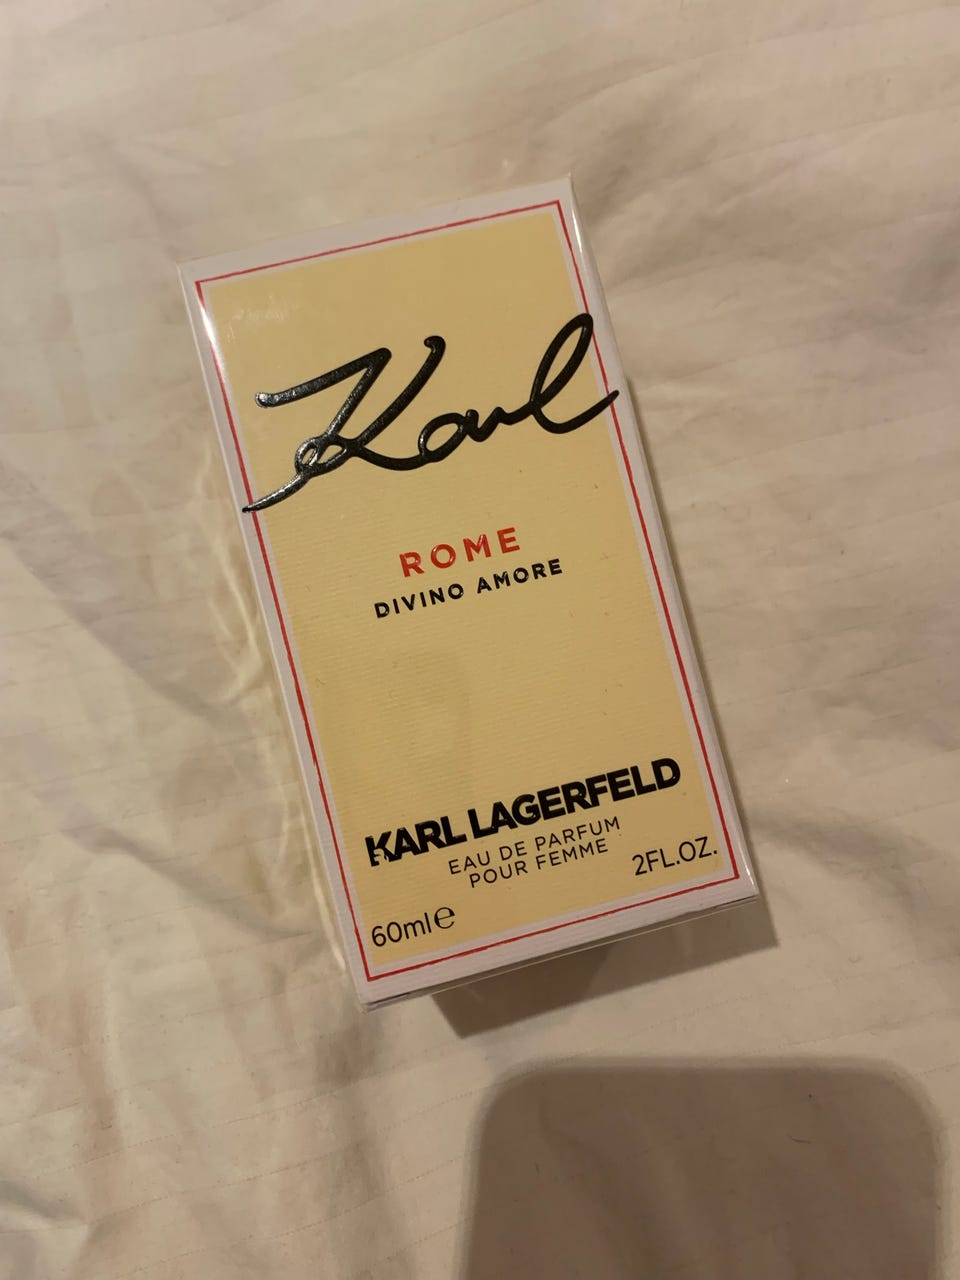 Karl
ROME
DIVINO AMORE
KARL LAGERFELD
EAU DE PARFUM
POUR FEMME
60ml℮
2FL.OZ.